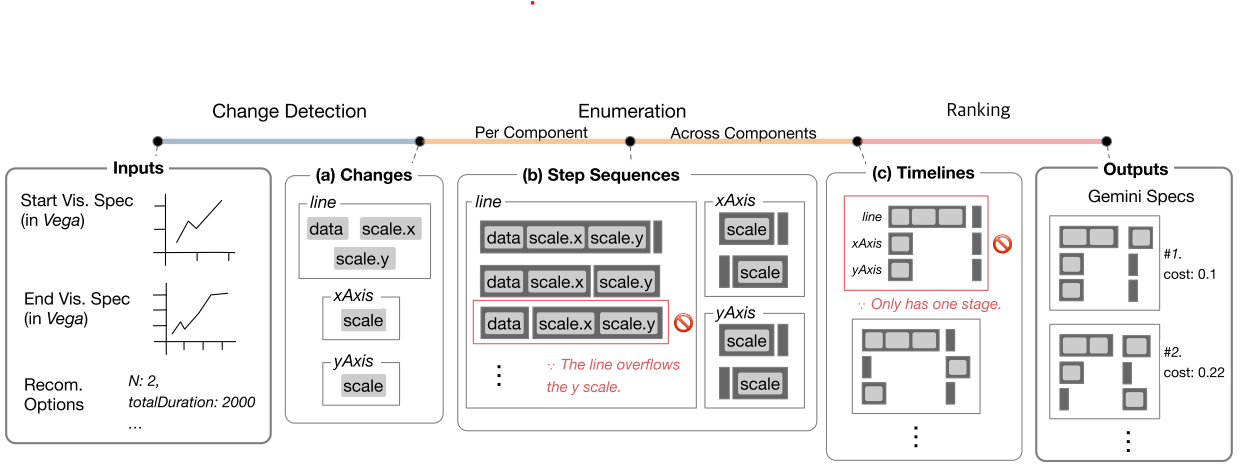 Change Detection
Enumeration
Ranking
Per Component
Across Components
Inputs
Start Vis. Spec
(in Vega)
End Vis. Spec
(in Vega)
Recom.
Options
N: 2,
totalDuration: 2000
...
(a) Changes
line
data scale.x
scale.y
xAxis
scale
yAxis
scale
(b) Step Sequences
line
data scale.x scale.y
data scale.x scale.y
data scale.x scale.y
∵ The line overflows
the y scale.
⋮
xAxis
scale
scale
yAxis
scale
scale
(c) Timelines
line
xAxis
yAxis
∵ Only has one stage.
⋮
Outputs
Gemini Specs
#1.
cost: 0.1
#2.
cost: 0.22
⋮